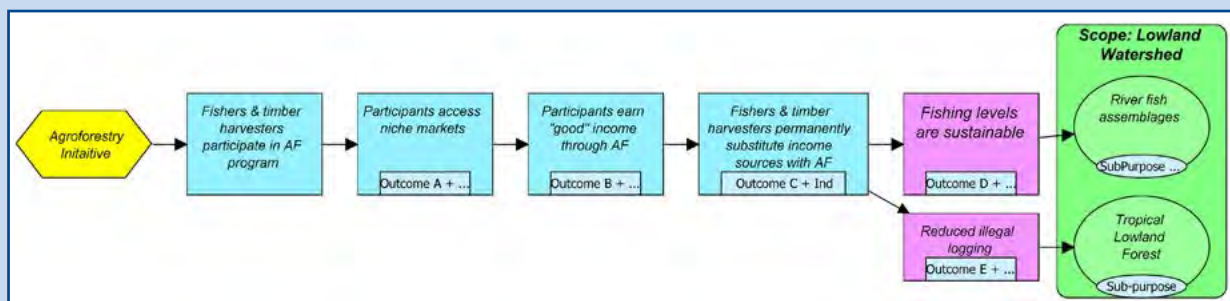 Agroforestry
Initaitive
Fishers & timber
harvesters
participate in AF
program
Participants access
niche markets
Outcome A + ...
Participants earn
"good" income
through AF
Outcome B + ...
Fishers & timber
harvesters permanently
substitute income
sources with AF
Outcome C + Ind
Fishing levels
are sustainable
Outcome D + ...
Reduced illegal
logging
Outcome E + ...
Scope: Lowland
Watershed
River fish
assemblages
SubPurpose ...
Tropical
Lowland
Forest
Sub-purpose